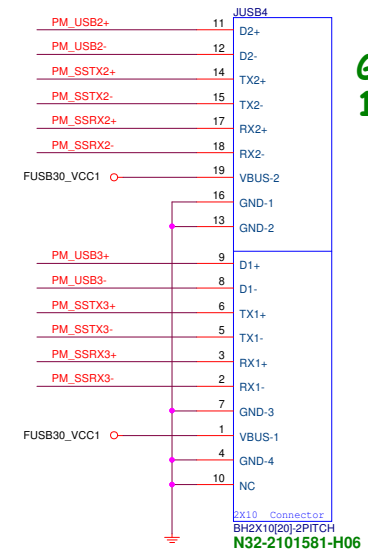 JUSB4
PM_USB2+ 11 D2+
PM_USB2- 12 D2-
PM_SSTX2+ 14 TX2+
PM_SSTX2- 15 TX2-
PM_SSRX2+ 17 RX2+
PM_SSRX2- 18 RX2-
FUSB30_VCC1 19 VBUS-2
16 GND-1
13 GND-2
PM_USB3+ 9 D1+
PM_USB3- 8 D1-
PM_SSTX3+ 6 TX1+
PM_SSTX3- 5 TX1-
PM_SSRX3+ 3 RX1+
PM_SSRX3- 2 RX1-
7 GND-3
FUSB30_VCC1 1 VBUS-1
4 GND-4
10 NC
2X10 Connector
BH2X10[20]-2PITCH
N32-2101581-H06